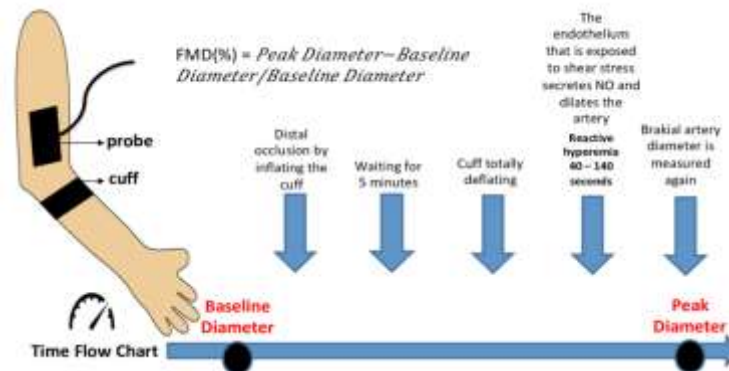 FMD(%) = Peak Diameter−Baseline
Diameter/Baseline Diameter
probe
cuff
Distal
occlusion by
inflating the
cuff
Waiting for
5 minutes
Cuff totally
deflating
The
endothelium
that is exposed
to shear stress
secretes NO and
dilates the
artery
Reactive
hyperemia
40 – 140
seconds
Brakial artery
diameter is
measured
again
Baseline
Diameter
Peak
Diameter
Time Flow Chart